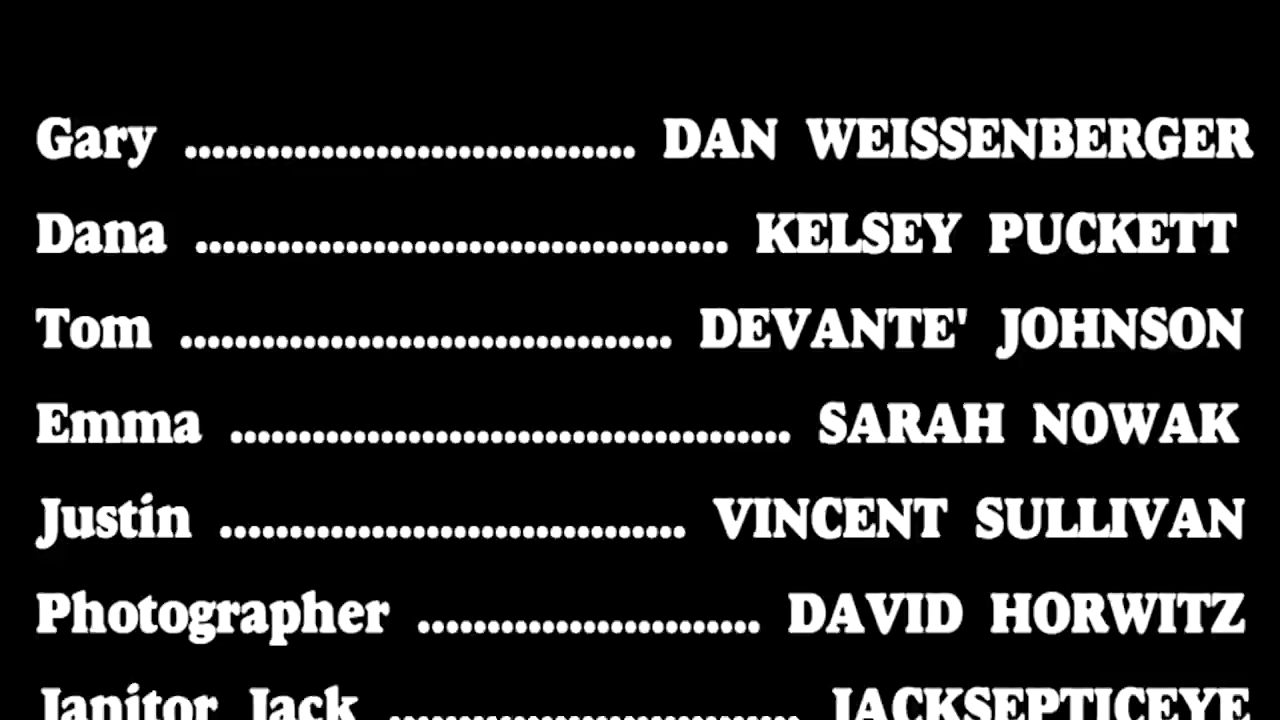 Gary ................................. DAN WEISSENBERGER
Dana ....................................... KELSEY PUCKETT
Tom .................................... DEVANTE' JOHNSON
Emma ......................................... SARAH NOWAK
Justin .................................. VINCENT SULLIVAN
Photographer ......................... DAVID HORWITZ
Janitor Jack .............................. JACKSEPTICEYE